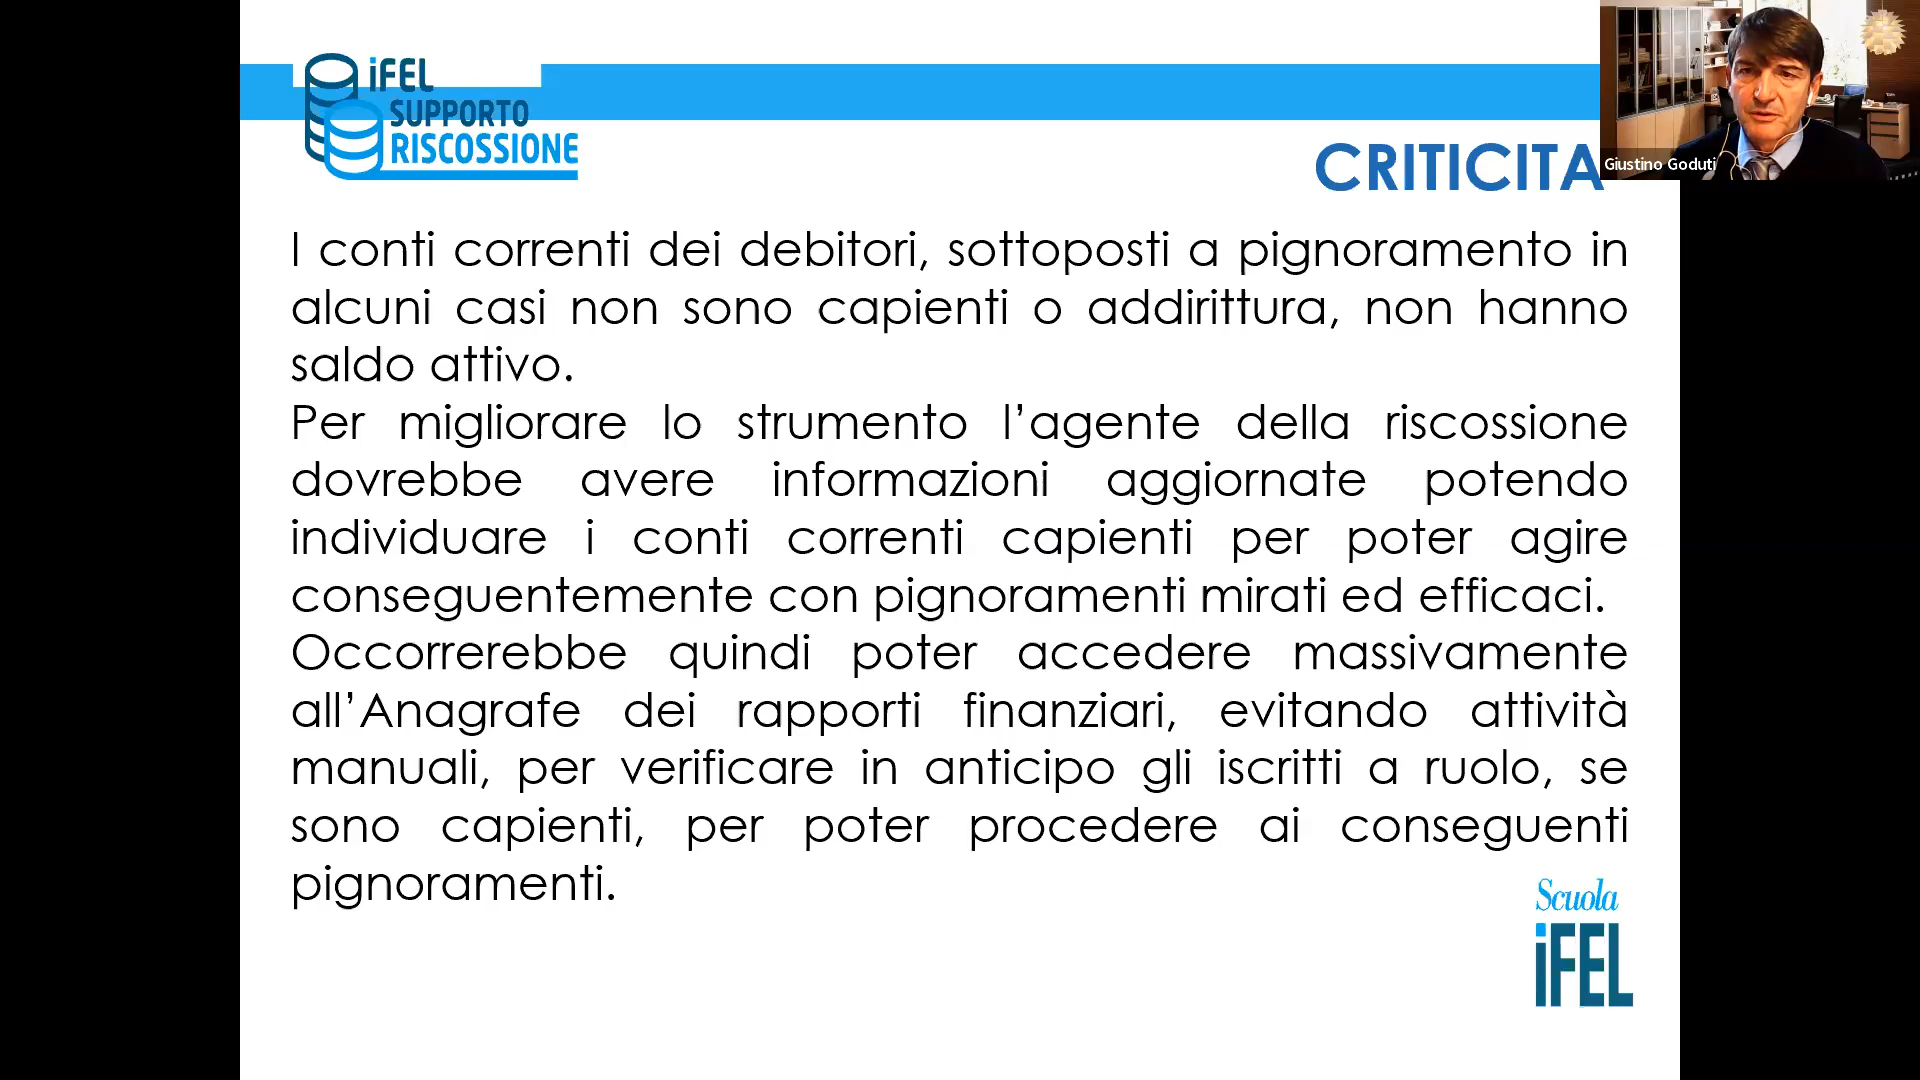 iFEL
SUPPORTO
RISCOSSIONE
CRITICITA
Giustino Goduti
I conti correnti dei debitori, sottoposti a pignoramento in
alcuni casi non sono capienti o addirittura, non hanno
saldo attivo.
Per migliorare lo strumento l’agente della riscossione
dovrebbe avere informazioni aggiornate potendo
individuare i conti correnti capienti per poter agire
conseguentemente con pignoramenti mirati ed efficaci.
Occorrerebbe quindi poter accedere massivamente
all’Anagrafe dei rapporti finanziari, evitando attività
manuali, per verificare in anticipo gli iscritti a ruolo, se
sono capienti, per poter procedere ai conseguenti
pignoramenti.
Scuola
iFEL